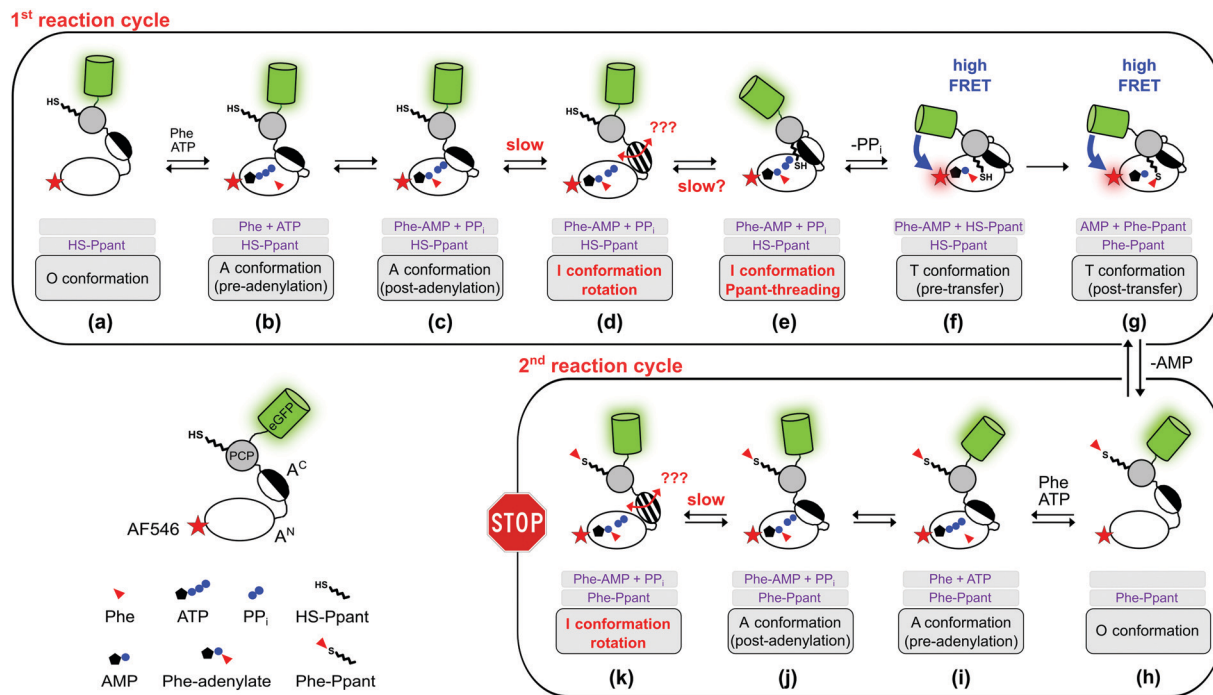 1st reaction cycle
HS
Phe
ATP
HS
HS
slow
HS
???
slow?
SH
-PPi
high
FRET
SH
high
FRET
S
Phe + ATP
Phe-AMP + PPi
Phe-AMP + PPi
Phe-AMP + PPi
Phe-AMP + HS-Ppant
AMP + Phe-Ppant
HS-Ppant
HS-Ppant
HS-Ppant
HS-Ppant
HS-Ppant
HS-Ppant
Phe-Ppant
O conformation
A conformation
(pre-adenylation)
A conformation
(post-adenylation)
I conformation
rotation
I conformation
Ppant-threading
T conformation
(pre-transfer)
T conformation
(post-transfer)
(a)
(b)
(c)
(d)
(e)
(f)
(g)
-AMP
2nd reaction cycle
eGFP
HS
PCP
AC
AF546
AN
Phe
ATP
PPi
HS
HS-Ppant
AMP
Phe-adenylate
S
Phe-Ppant
STOP
S
???
slow
S
S
Phe
ATP
S
Phe-AMP + PPi
Phe-AMP + PPi
Phe + ATP
Phe-Ppant
Phe-Ppant
Phe-Ppant
Phe-Ppant
I conformation
rotation
A conformation
(post-adenylation)
A conformation
(pre-adenylation)
O conformation
(k)
(j)
(i)
(h)